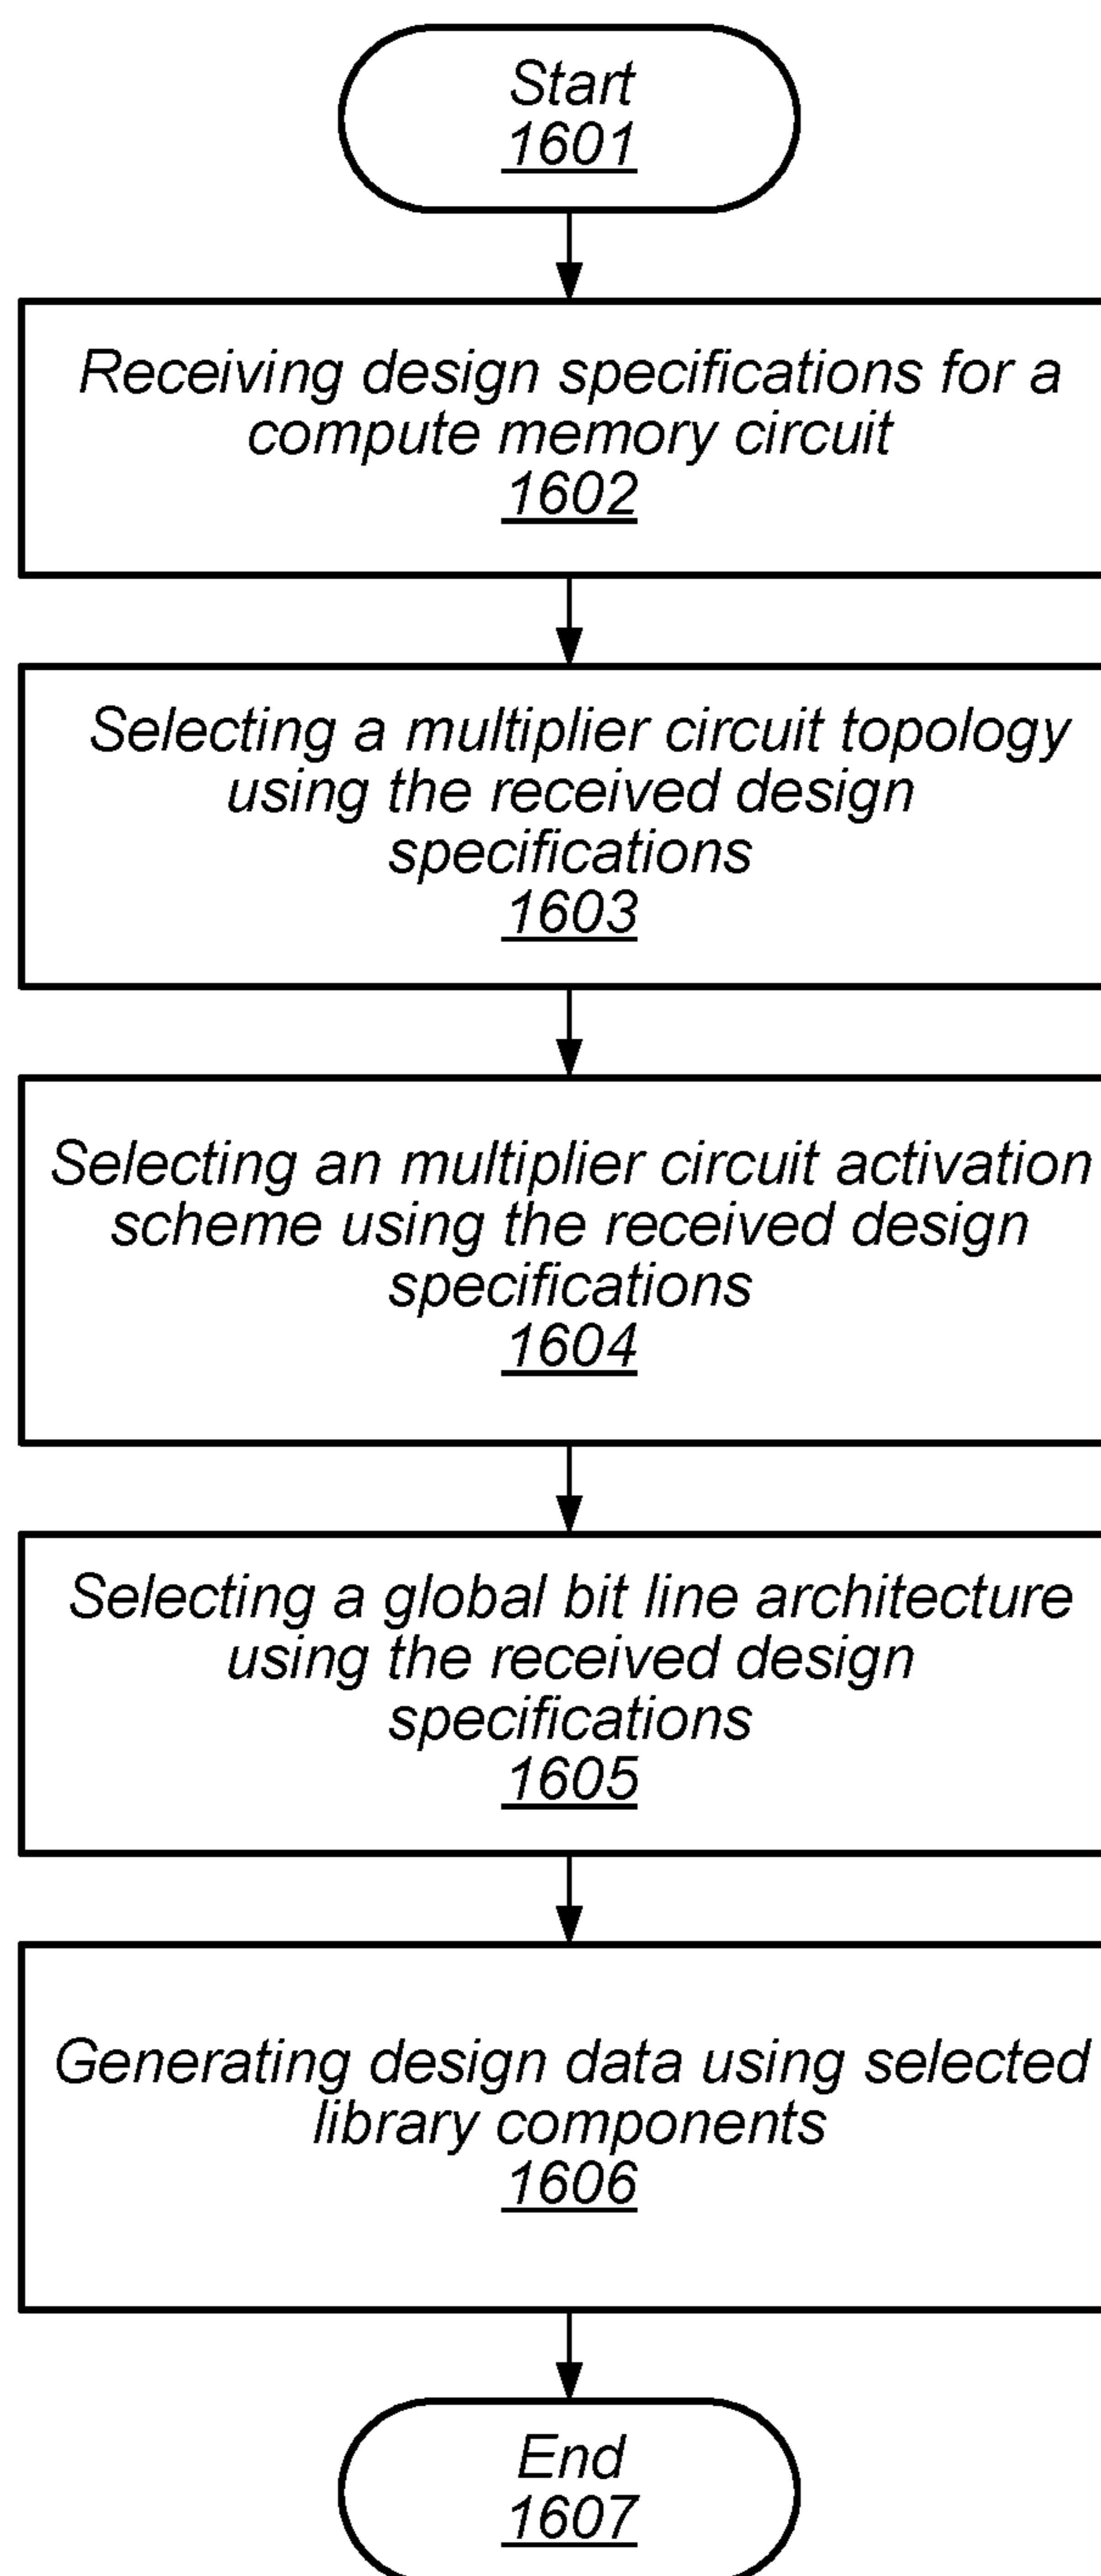 Start
1601
Receiving design specifications for a
compute memory circuit
1602
Selecting a multiplier circuit topology
using the received design
specifications
1603
Selecting an multiplier circuit activation
scheme using the received design
specifications
1604
Selecting a global bit line architecture
using the received design
specifications
1605
Generating design data using selected
library components
1606
End
1607